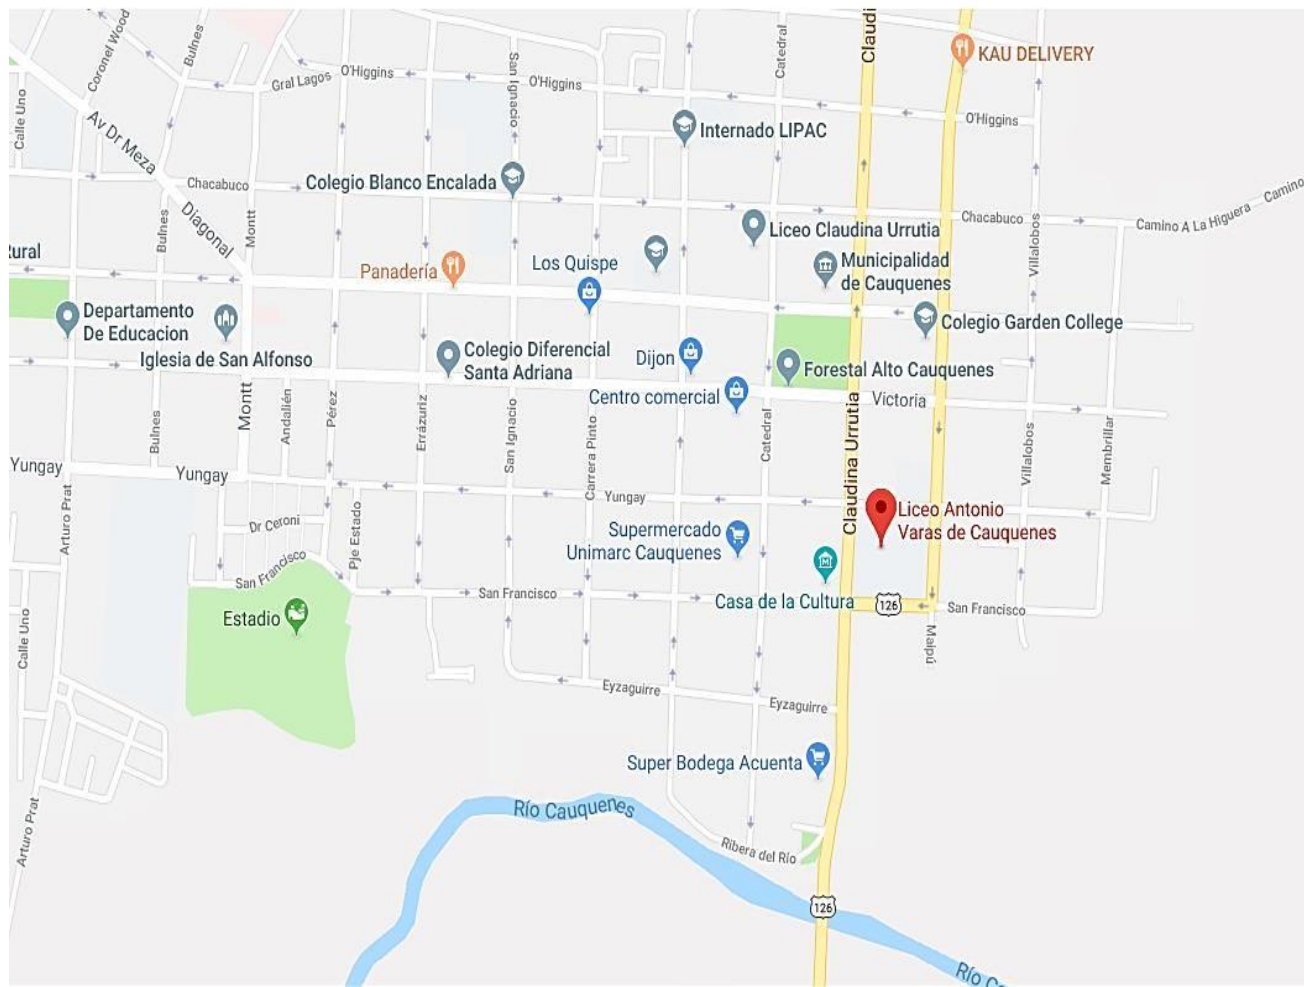 Claudi
Calle Uno
Coronel Wood
Bulnes
Gral Lagos
O'Higgins
San Ignacio
O'Higgins
Catedral
KAU DELIVERY
O'Higgins
Av Dr Meza
Internado LIPAC
Chacabuco
Colegio Blanco Encalada
Bulnes
Diagonal
Montt
Chacabuco
Camino A La Higuera
Camino
Villalobos
Liceo Claudina Urrutia
Rural
Panadería
Los Quispe
Municipalidad
de Cauquenes
Departamento
De Educacion
Colegio Garden College
Iglesia de San Alfonso
Colegio Diferencial
Santa Adriana
Dijon
Forestal Alto Cauquenes
Centro comercial
Victoria
Montt
Andalién
Pérez
Errázuriz
Bulnes
San Ignacio
Carrera Pinto
Catedral
Claudina Urrutia
Villalobos
Membrillar
Yungay
Yungay
Yungay
Arturo Prat
Pje Estado
Dr Ceroni
Liceo Antonio
Varas de Cauquenes
Supermercado
Unimarc Cauquenes
San Francisco
San Francisco
Casa de la Cultura
126
San Francisco
Estadio
Calle Uno
Maipú
Eyzaguirre
Eyzaguirre
Super Bodega Acuenta
Río Cauquenes
Arturo Prat
Ribera del Río
126
Río C